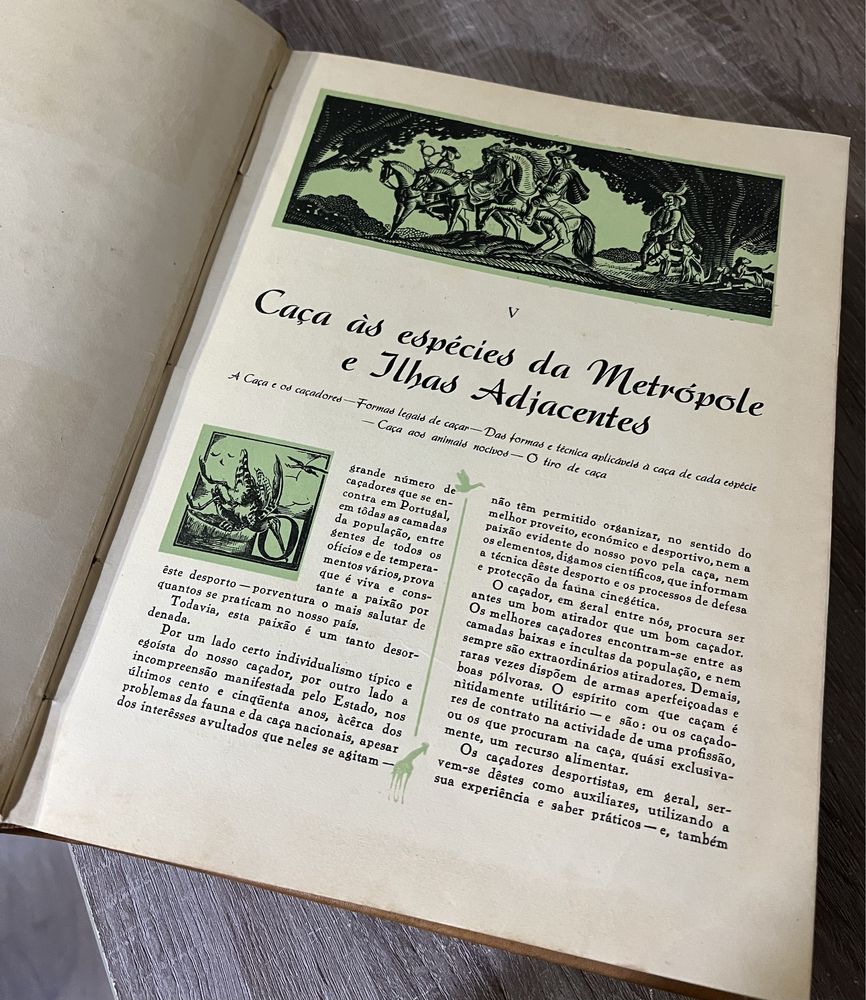 V
Caça às espécies da Metrópole
e Ilhas Adjacentes
A Caça e os caçadores — Formas legais de caçar — Das formas e técnica aplicáveis à caça de cada espécie
— Caça aos animais nocivos — O tiro de caça
O
grande número de
caçadores que se en-
contra em Portugal,
em tôdas as camadas
da população, entre
gentes de todos os
ofícios e de tempera-
mentos vários, prova
que é viva e cons-
tante a paixão por
êste desporto — porventura o mais salutar de
quantos se praticam no nosso país.
Todavia, esta paixão é um tanto desor-
denada.
Por um lado certo individualismo típico e
egoísta do nosso caçador, por outro lado a
incompreensão manifestada pelo Estado, nos
últimos cento e cinqüenta anos, àcêrca dos
problemas da fauna e da caça nacionais, apesar
dos interêsses avultados que neles se agitam —
não têm permitido organizar, no sentido do
melhor proveito, económico e desportivo, nem a
paixão evidente do nosso povo pela caça, nem
os elementos, digamos científicos, que informam
a técnica dêste desporto e os processos de defesa
e protecção da fauna cinegética.
O caçador, em geral entre nós, procura ser
antes um bom atirador que um bom caçador.
Os melhores caçadores encontram-se entre as
camadas baixas e incultas da população, e nem
sempre são extraordinários atiradores. Demais,
raras vezes dispõem de armas aperfeiçoadas e
boas pólvoras. O espírito com que caçam é
nitidamente utilitário — e são: ou os caçado-
res de contrato na actividade de uma profissão,
ou os que procuram na caça, quási exclusiva-
mente, um recurso alimentar.
Os caçadores desportistas, em geral, ser-
vem-se dêstes como auxiliares, utilizando a
sua experiência e saber práticos — e, também